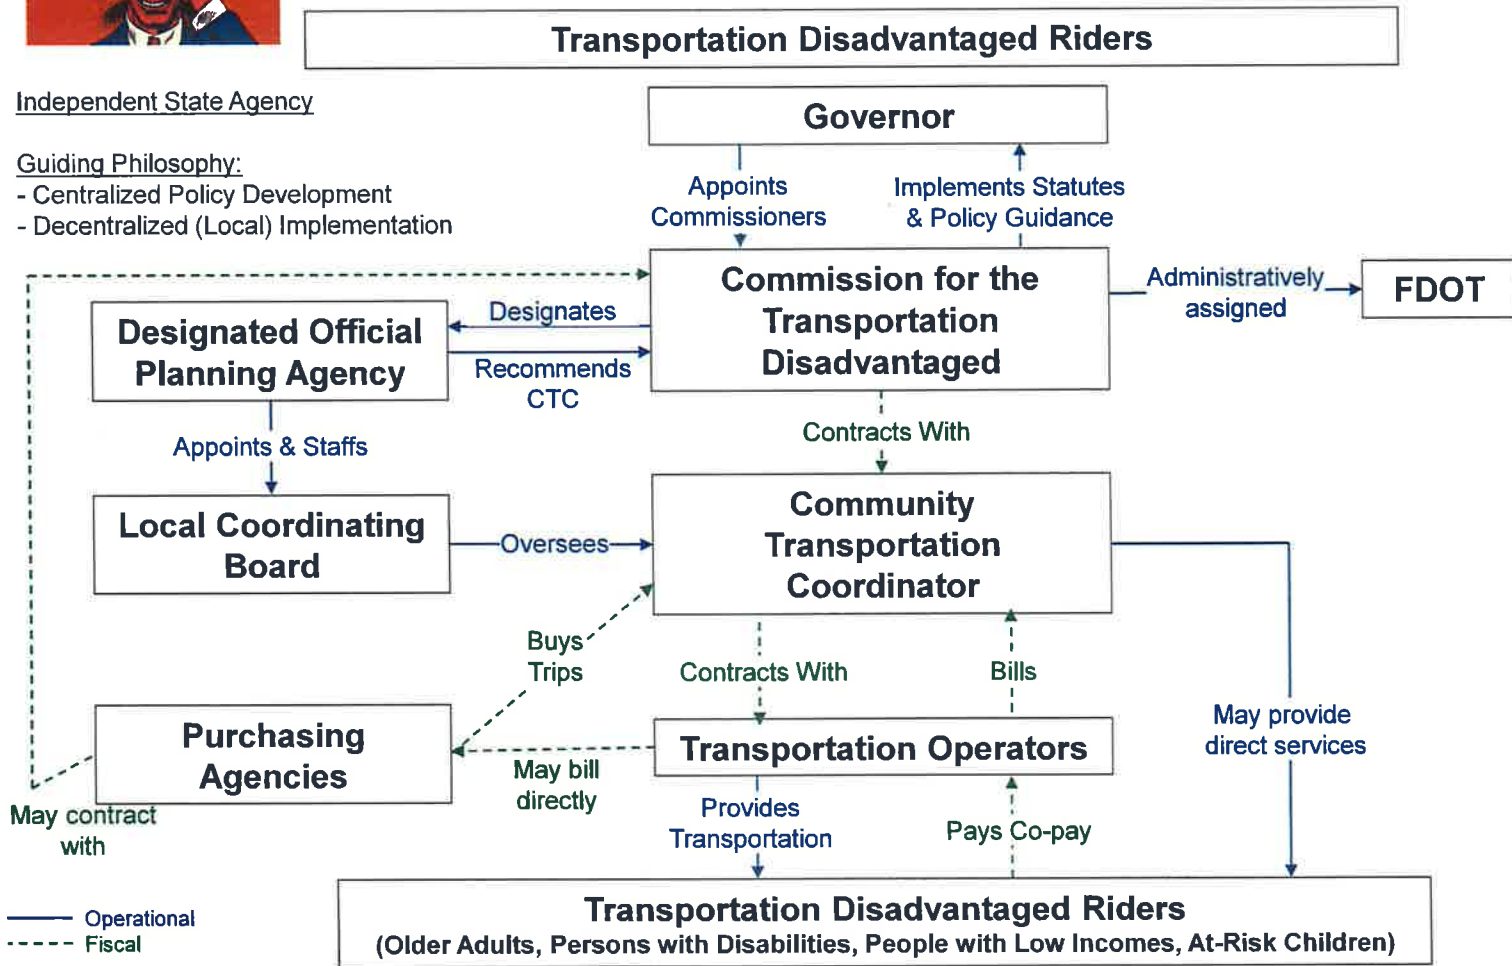 Transportation Disadvantaged Riders
Independent State Agency
Guiding Philosophy:
- Centralized Policy Development
- Decentralized (Local) Implementation
Governor
Appoints
Commissioners
Implements Statutes
& Policy Guidance
Commission for the
Transportation
Disadvantaged
Administratively
assigned
FDOT
Designated Official
Planning Agency
Designates
Recommends
CTC
Appoints & Staffs
Contracts With
Local Coordinating
Board
Oversees
Community
Transportation
Coordinator
Buys
Trips
Contracts With
Bills
May provide
direct services
Purchasing
Agencies
May bill
directly
Transportation Operators
May contract
with
Provides
Transportation
Pays Co-pay
Transportation Disadvantaged Riders
(Older Adults, Persons with Disabilities, People with Low Incomes, At-Risk Children)
Operational
Fiscal